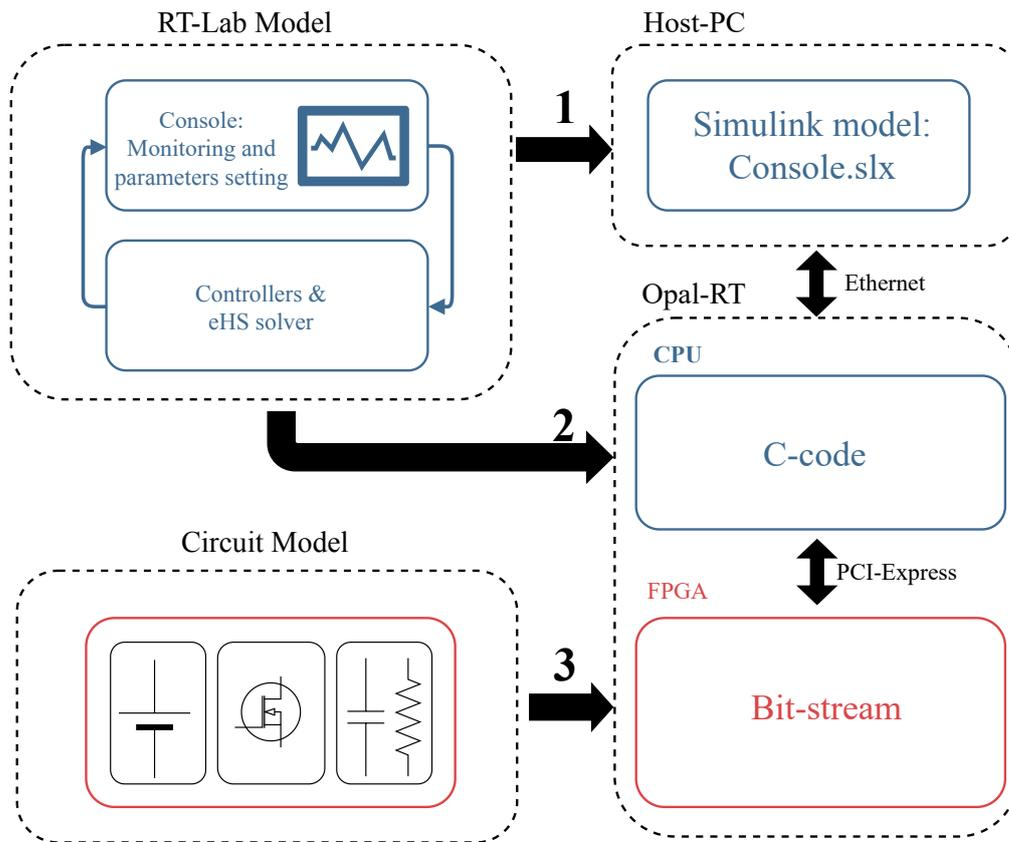 RT-Lab Model
Console:
Monitoring and
parameters setting
Controllers &
eHS solver
1
Host-PC
Simulink model:
Console.slx
Ethernet
Opal-RT
2
CPU
C-code
PCI-Express
Circuit Model
3
FPGA
Bit-stream